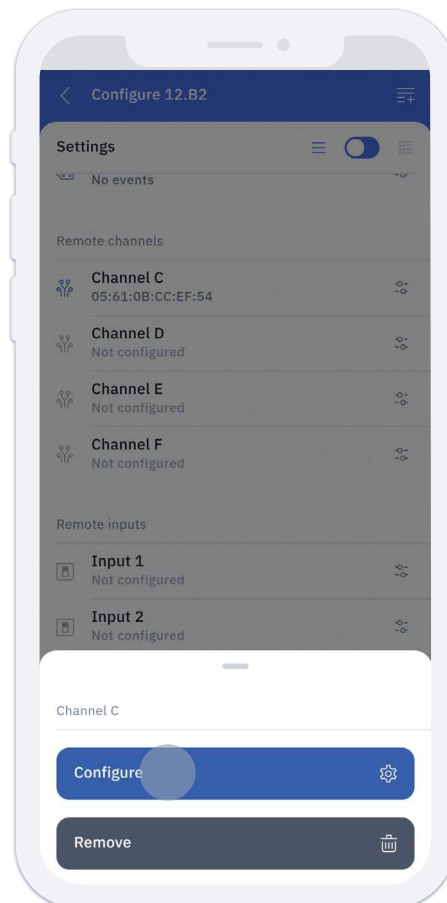 Configure 12.B2
Settings
No events
Remote channels
Channel C
05:61:0B:CC:EF:54
Channel D
Not configured
Channel E
Not configured
Channel F
Not configured
Remote inputs
Input 1
Not configured
Input 2
Not configured
Channel C
Configure
Remove